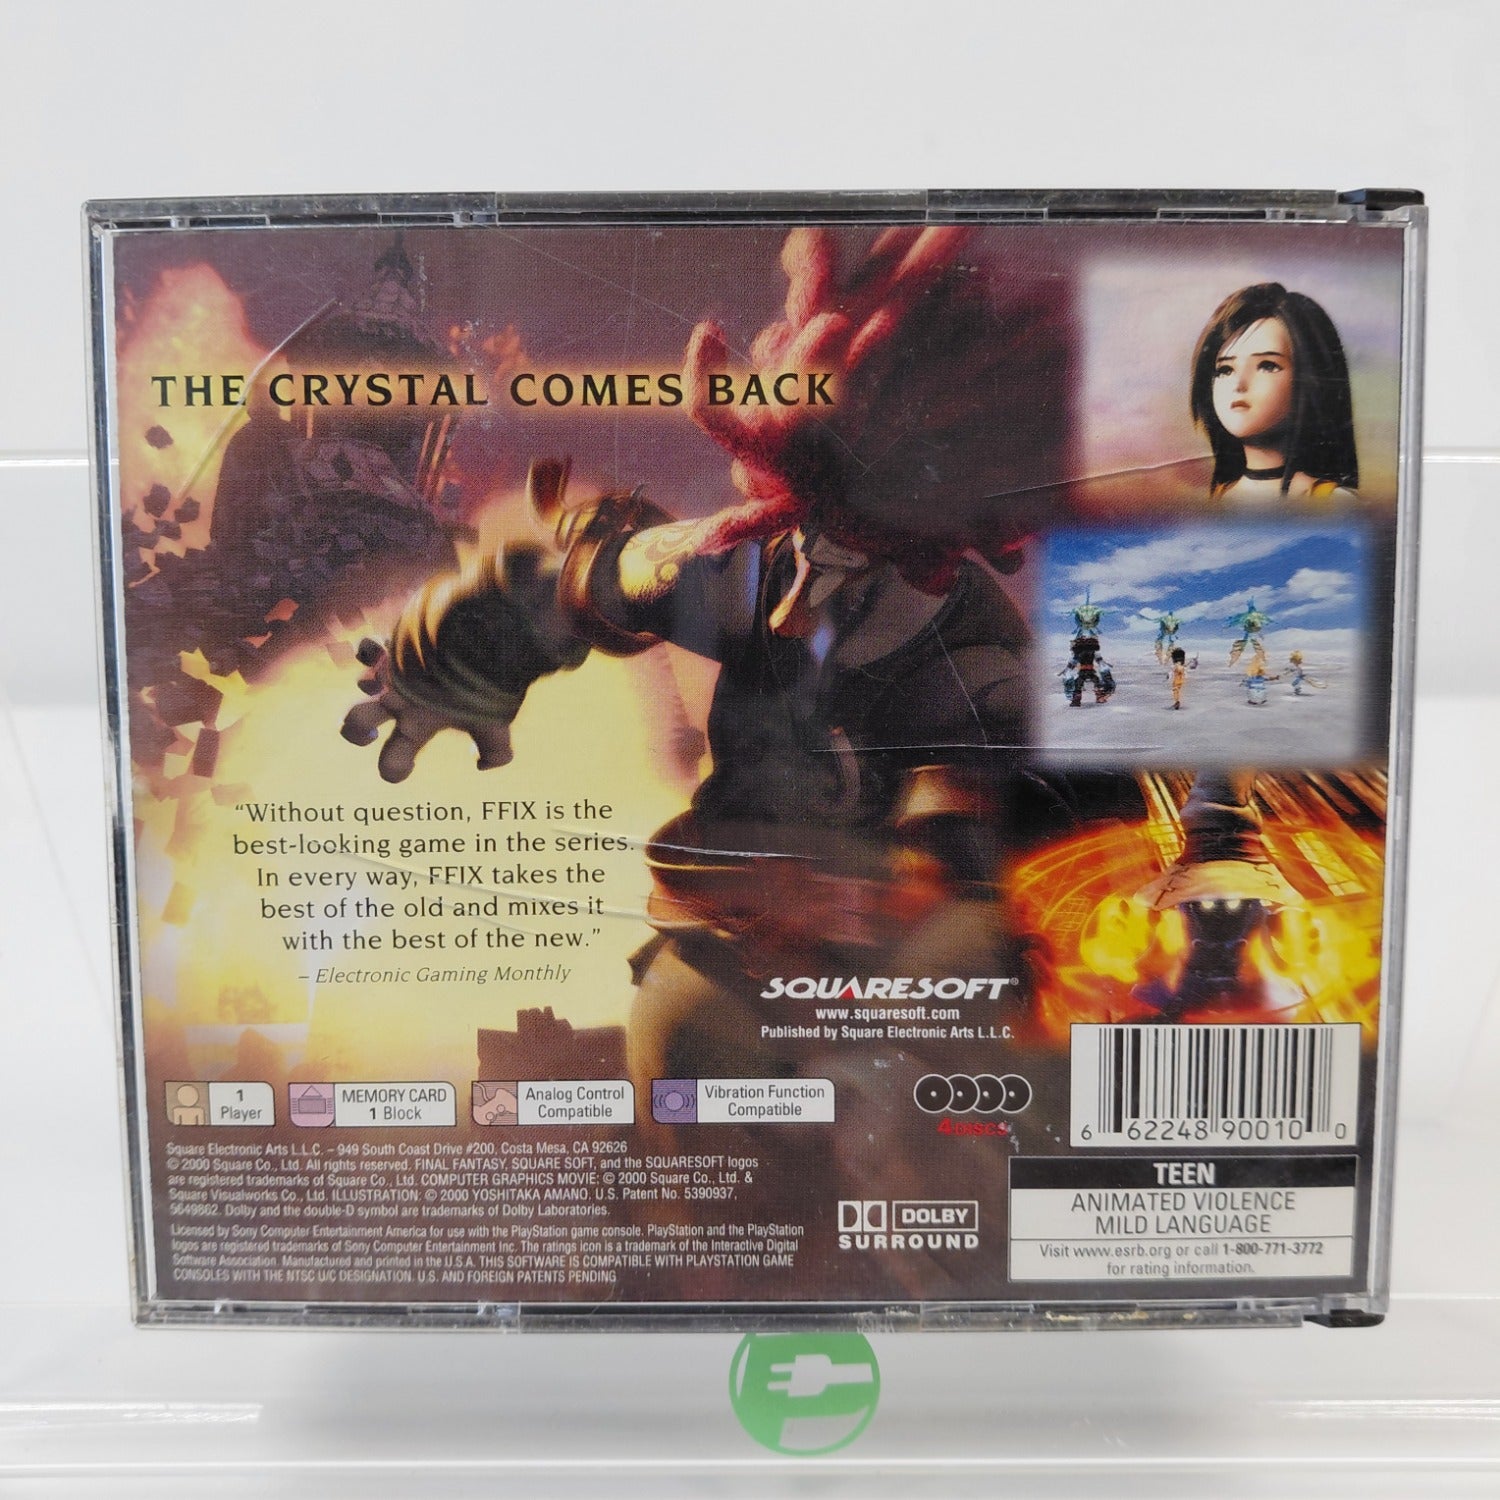 THE CRYSTAL COMES BACK
“Without question, FFIX is the
best-looking game in the series.
In every way, FFIX takes the
best of the old and mixes it
with the best of the new.”
– Electronic Gaming Monthly
SQUARESOFT®
www.squaresoft.com
Published by Square Electronic Arts L.L.C.
1
Player
MEMORY CARD
1 Block
Analog Control
Compatible
Vibration Function
Compatible
4 DISCS
6 62248 90010 0
Square Electronic Arts L.L.C. – 949 South Coast Drive #200, Costa Mesa, CA 92626
© 2000 Square Co., Ltd. All rights reserved. FINAL FANTASY, SQUARE SOFT, and the SQUARESOFT logos
are registered trademarks of Square Co., Ltd. COMPUTER GRAPHICS MOVIE: © 2000 Square Co., Ltd. &
Square Visualworks Co., Ltd. ILLUSTRATION: © 2000 YOSHITAKA AMANO. U.S. Patent No. 5390937,
5649862. Dolby and the double-D symbol are trademarks of Dolby Laboratories.
Licensed by Sony Computer Entertainment America for use with the PlayStation game console. PlayStation and the PlayStation
logos are registered trademarks of Sony Computer Entertainment Inc. The ratings icon is a trademark of the Interactive Digital
Software Association. Manufactured and printed in the U.S.A. THIS SOFTWARE IS COMPATIBLE WITH PLAYSTATION GAME
CONSOLES WITH THE NTSC U/C DESIGNATION. U.S. AND FOREIGN PATENTS PENDING
DOLBY
SURROUND
TEEN
ANIMATED VIOLENCE
MILD LANGUAGE
Visit www.esrb.org or call 1-800-771-3772
for rating information.